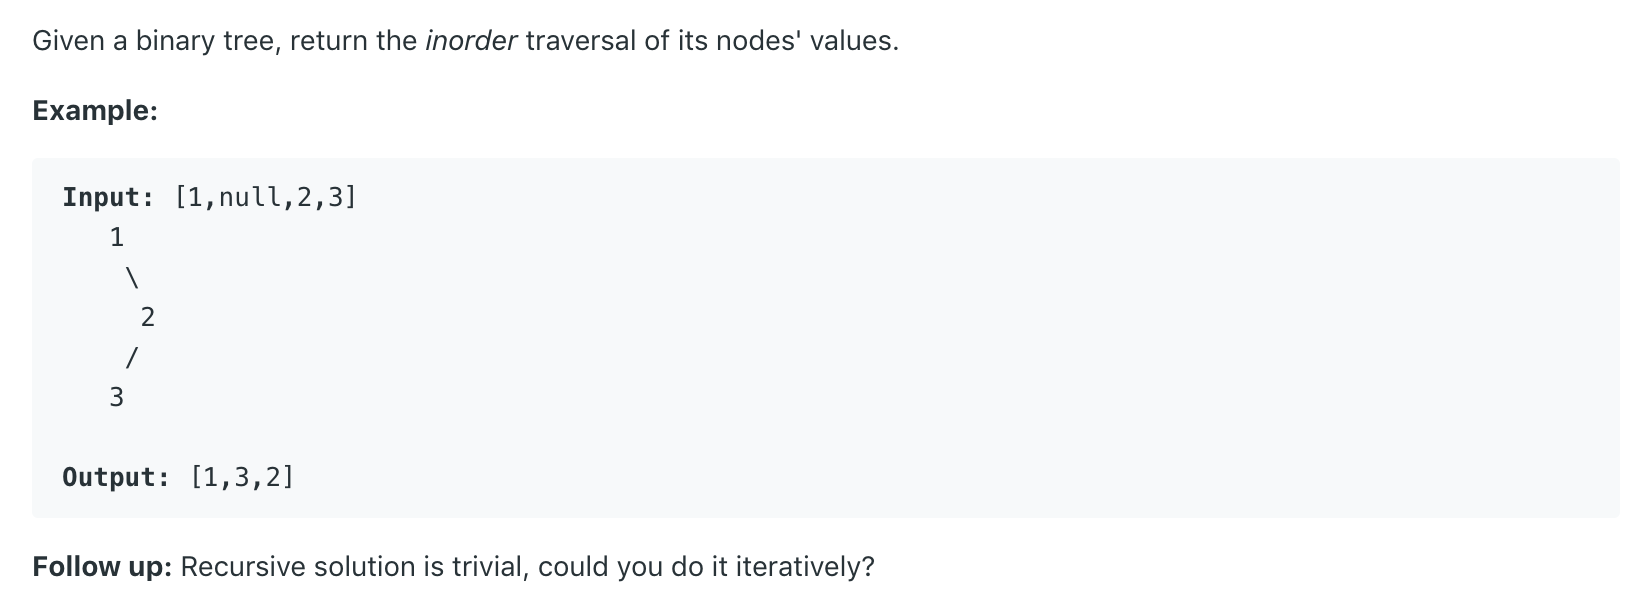 Given a binary tree, return the inorder traversal of its nodes' values.
Example:
Input: [1,null,2,3]
   1
    \
     2
    /
   3
Output: [1,3,2]
Follow up: Recursive solution is trivial, could you do it iteratively?